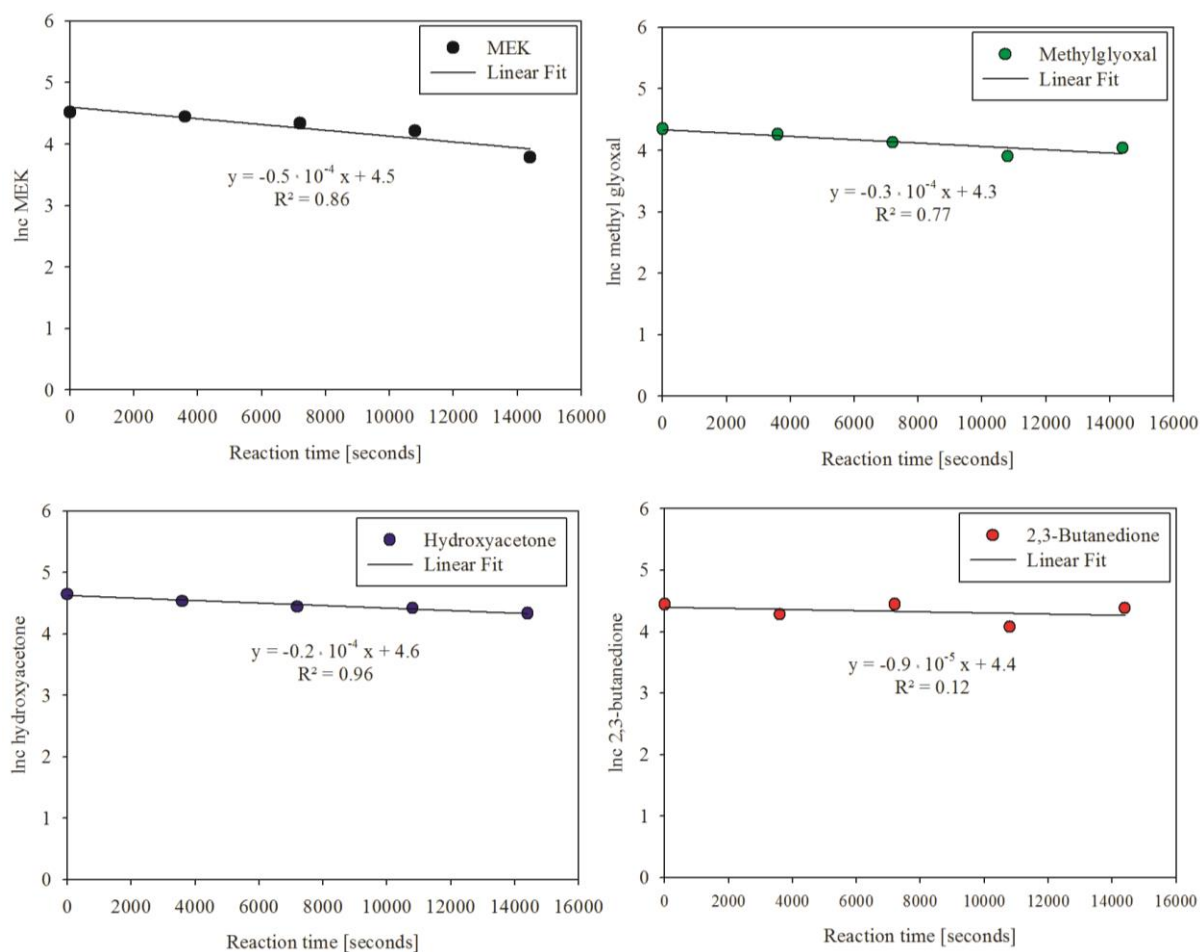 6
5
4
3
2
1
0
lnc MEK
MEK
Linear Fit
y = -0.5 · 10⁻⁴ x + 4.5
R² = 0.86
0 2000 4000 6000 8000 10000 12000 14000 16000
Reaction time [seconds]
6
5
4
3
2
1
0
lnc methyl glyoxal
Methylglyoxal
Linear Fit
y = -0.3 · 10⁻⁴ x + 4.3
R² = 0.77
0 2000 4000 6000 8000 10000 12000 14000 16000
Reaction time [seconds]
6
5
4
3
2
1
0
lnc hydroxyacetone
Hydroxyacetone
Linear Fit
y = -0.2 · 10⁻⁴ x + 4.6
R² = 0.96
0 2000 4000 6000 8000 10000 12000 14000 16000
Reaction time [seconds]
6
5
4
3
2
1
0
lnc 2,3-butanedione
2,3-Butanedione
Linear Fit
y = -0.9 · 10⁻⁵ x + 4.4
R² = 0.12
0 2000 4000 6000 8000 10000 12000 14000 16000
Reaction time [seconds]